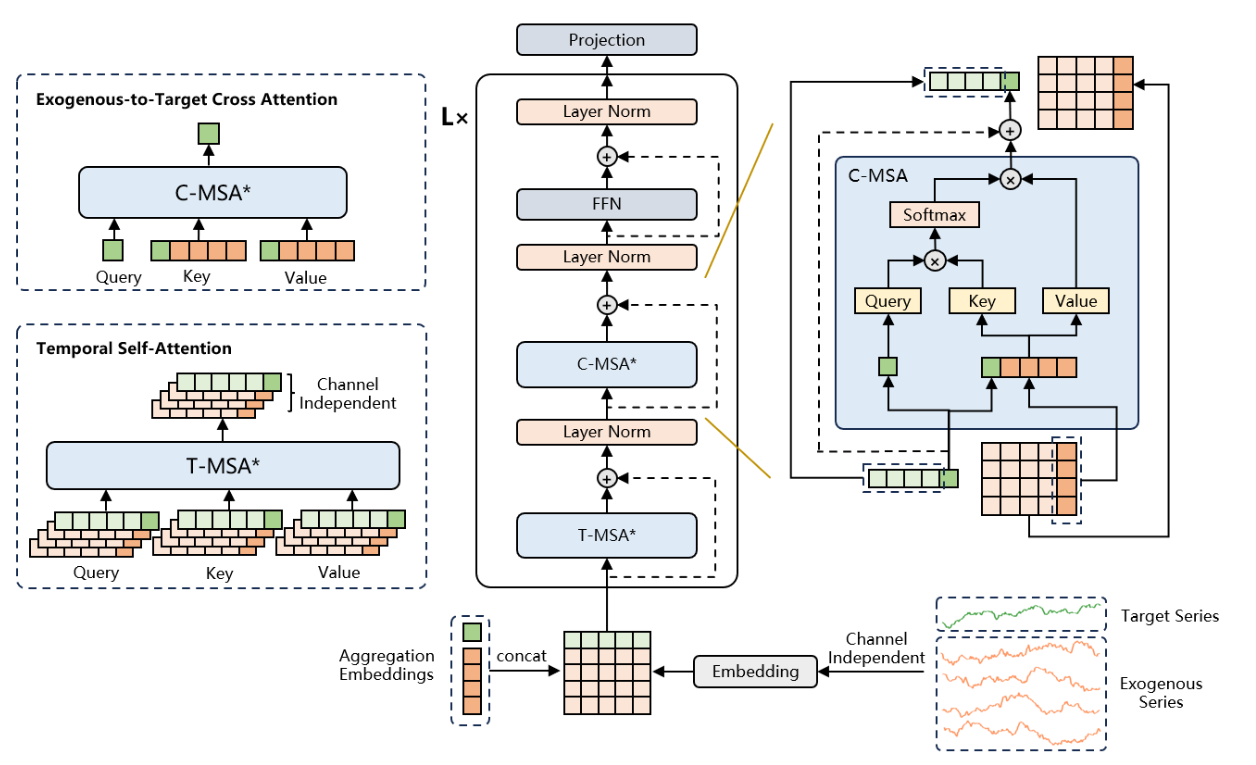 Projection
L×
Layer Norm
+
FFN
Layer Norm
+
C-MSA*
Layer Norm
+
T-MSA*
Exogenous-to-Target Cross Attention
C-MSA*
Query
Key
Value
Temporal Self-Attention
Channel
Independent
T-MSA*
Query
Key
Value
+
C-MSA
×
Softmax
×
Query
Key
Value
Aggregation
Embeddings
concat
Embedding
Channel
Independent
Target Series
Exogenous
Series